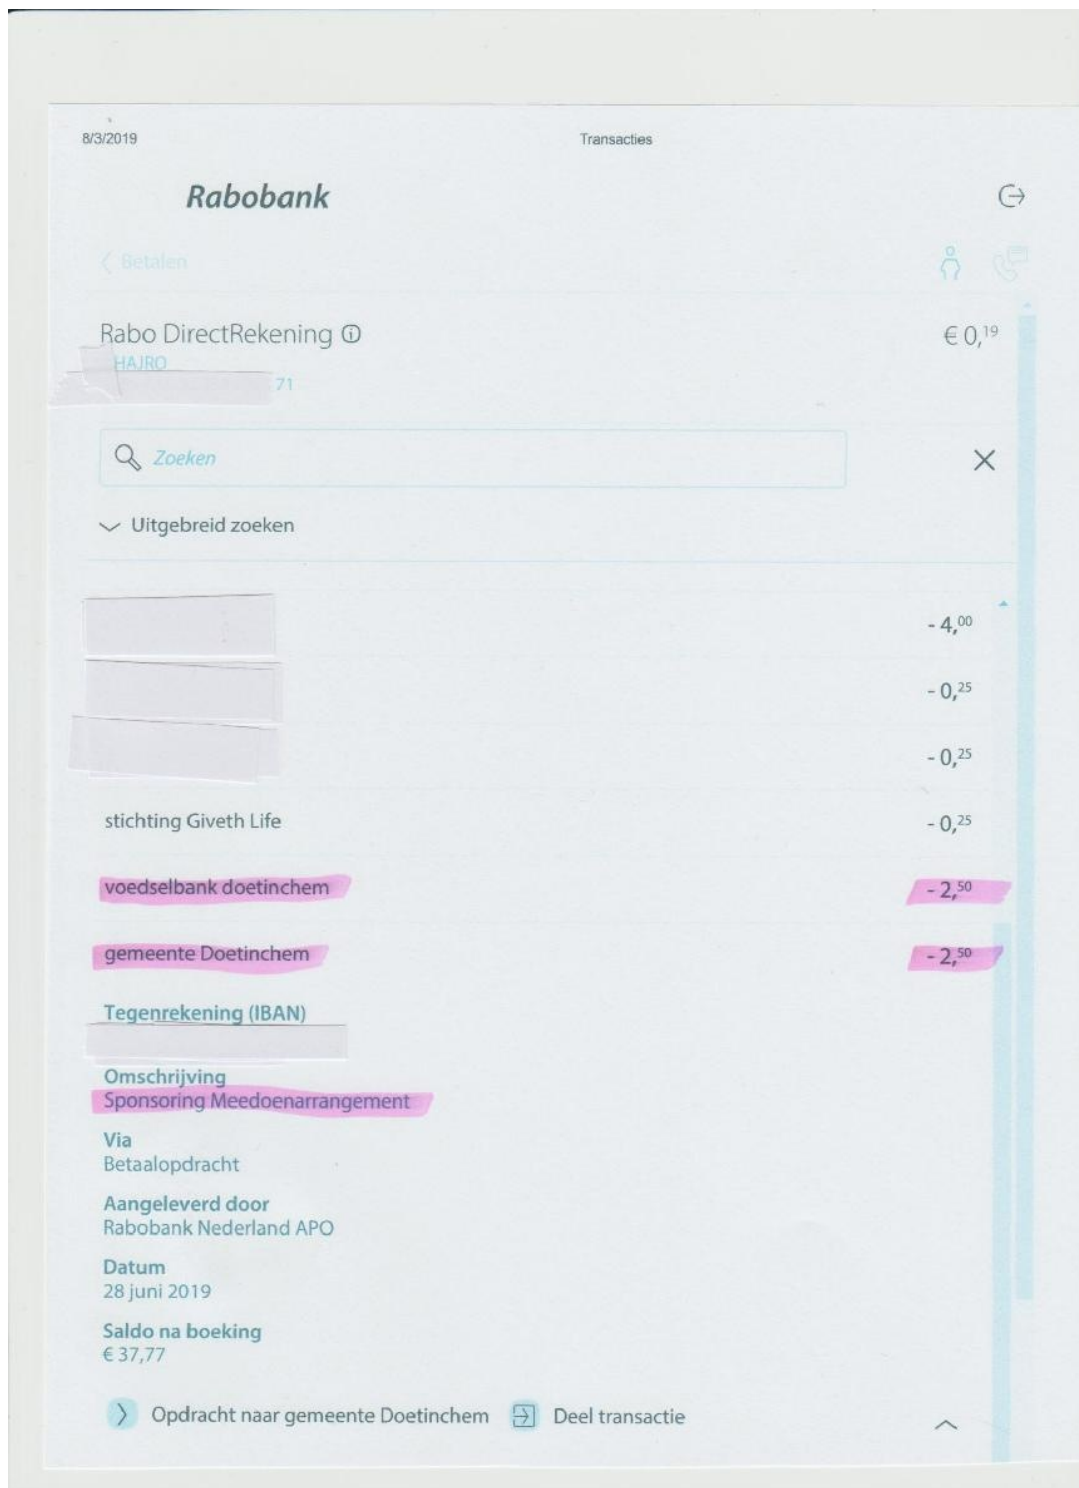 8/3/2019 Transacties
Rabobank
Betalen
Rabo DirectRekening € 0,19
HAJRO
71
Zoeken
Uitgebreid zoeken
- 4,00
- 0,25
- 0,25
stichting Giveth Life - 0,25
voedselbank doetinchem - 2,50
gemeente Doetinchem - 2,50
Tegenrekening (IBAN)
Omschrijving
Sponsoring Meedoenarrangement
Via
Betaalopdracht
Aangeleverd door
Rabobank Nederland APO
Datum
28 juni 2019
Saldo na boeking
€ 37,77
Opdracht naar gemeente Doetinchem Deel transactie